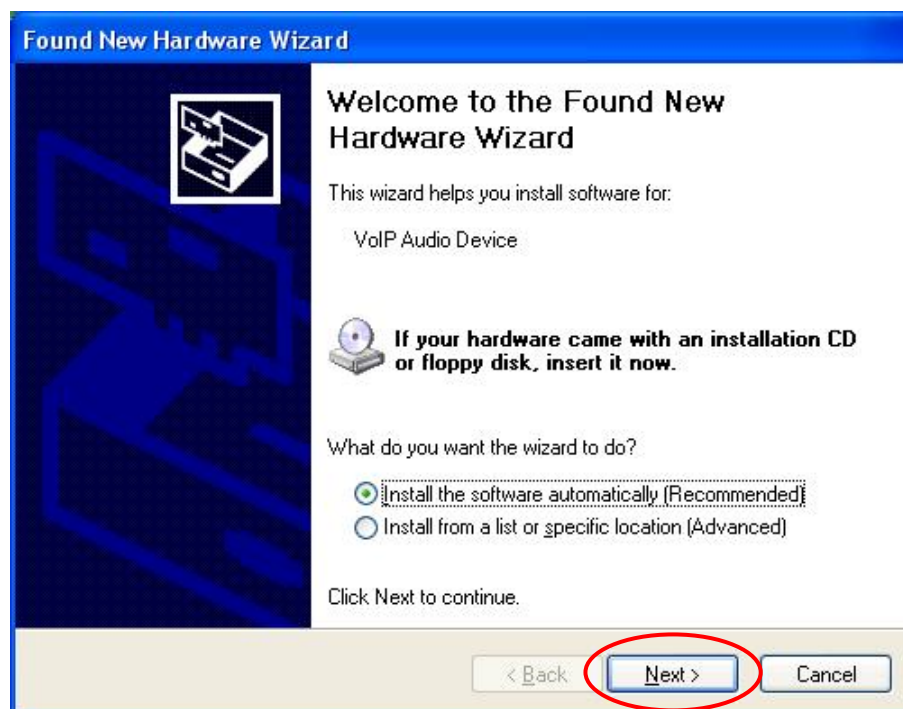 Found New Hardware Wizard
Welcome to the Found New
Hardware Wizard
This wizard helps you install software for:
VoIP Audio Device
If your hardware came with an installation CD
or floppy disk, insert it now.
What do you want the wizard to do?
Install the software automatically (Recommended)
Install from a list or specific location (Advanced)
Click Next to continue.
< Back Next > Cancel